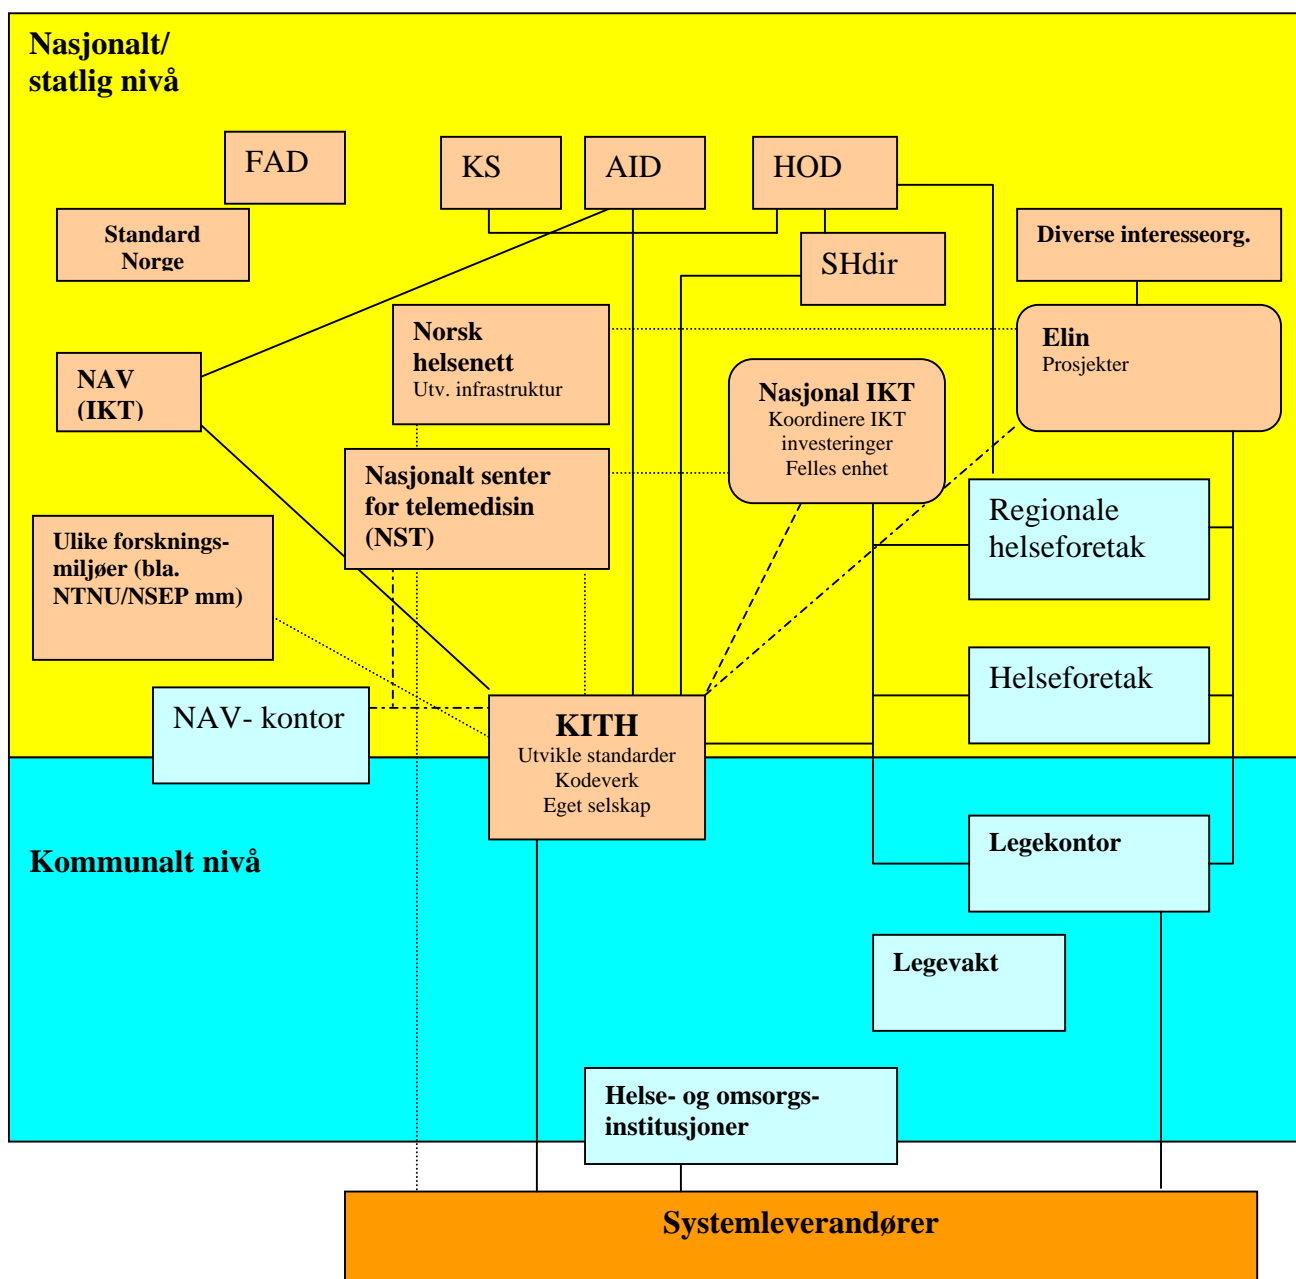 Nasjonalt/
statlig nivå
FAD
KS
AID
HOD
Standard
Norge
Diverse interesseorg.
SHdir
Norsk
helsenett
Utv. infrastruktur
Elin
Prosjekter
NAV
(IKT)
Nasjonal IKT
Koordinere IKT
investeringer
Felles enhet
Nasjonalt senter
for telemedisin
(NST)
Regionale
helseforetak
Ulike forsknings-
miljøer (bla.
NTNU/NSEP mm)
Helseforetak
NAV- kontor
KITH
Utvikle standarder
Kodeverk
Eget selskap
Kommunalt nivå
Legekontor
Legevakt
Helse- og omsorgs-
institusjoner
Systemleverandører